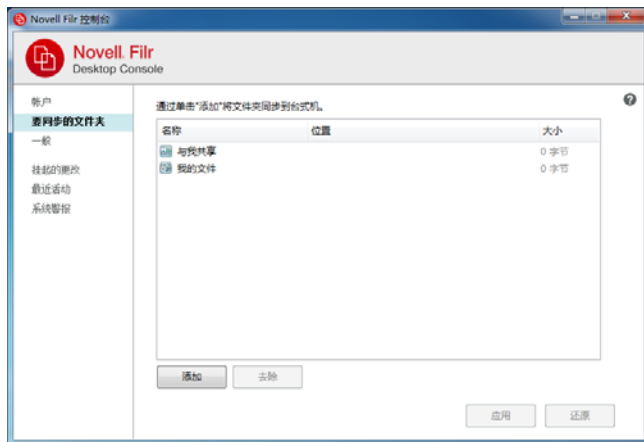 Novell Filr 控制台
Novell. Filr
Desktop Console
帐户
要同步的文件夹
一般
挂起的更改
最近活动
系统警报
通过单击"添加"将文件夹同步到台式机。
名称 位置 大小
与我共享 0 字节
我的文件 0 字节
添加 去除
应用 还原